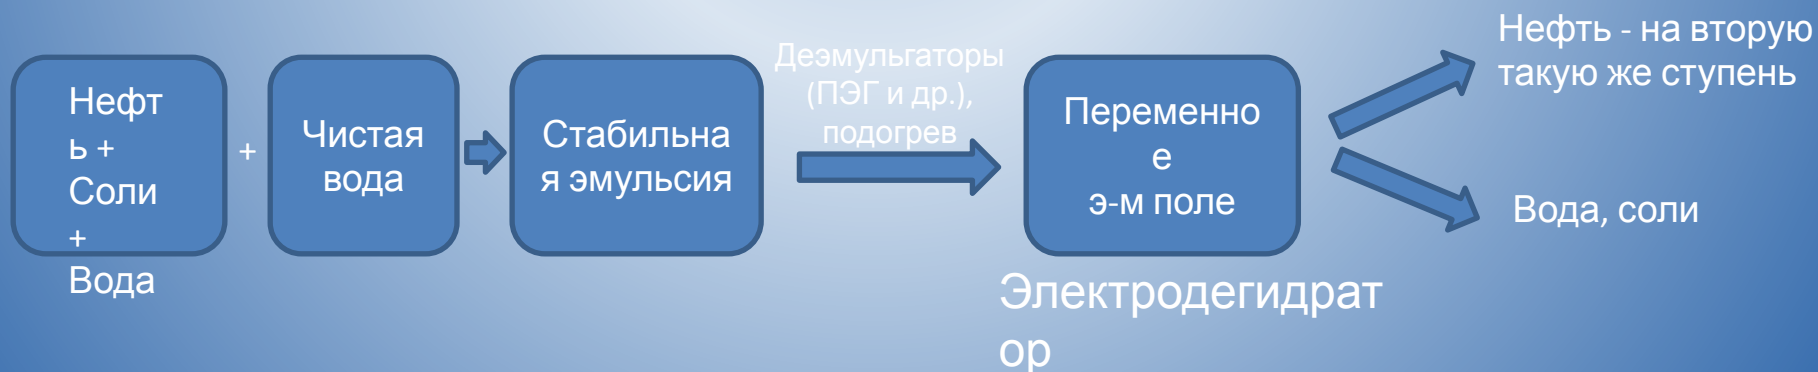 Нефт
ь +
Соли
+
Вода
+
Чистая
вода
Стабильна
я эмульсия
Деэмульгаторы
(ПЭГ и др.),
подогрев
Переменно
е
э-м поле
Электродегидрат
ор
Нефть - на вторую
такую же ступень
Вода, соли